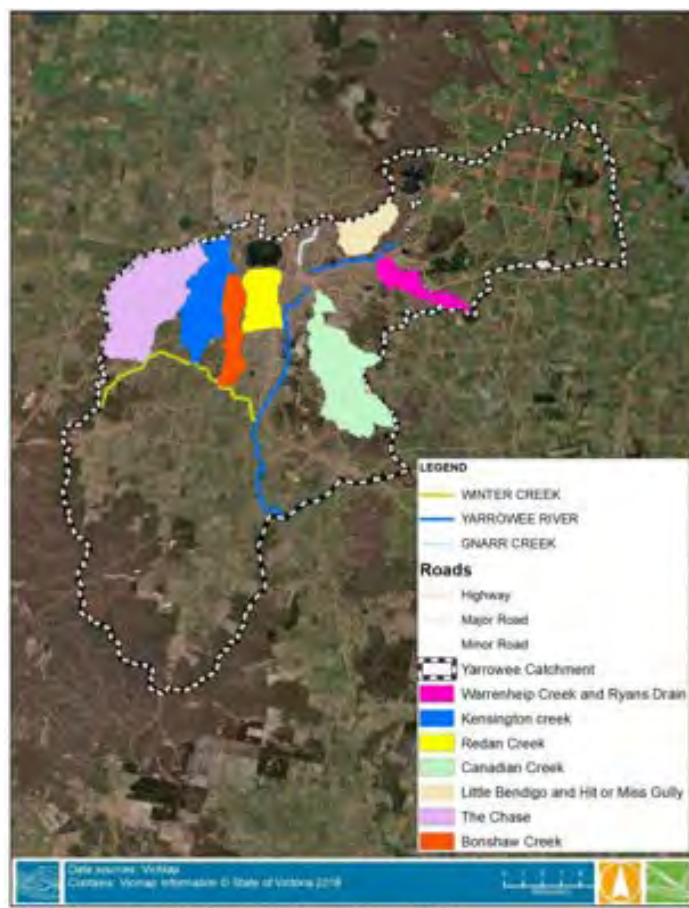 LEGEND
WINTER CREEK
YARROWEE RIVER
GNARR CREEK
Roads
Highway
Major Road
Minor Road
Yarrowee Catchment
Warrenheip Creek and Ryans Drain
Kensington creek
Redan Creek
Canadian Creek
Little Bendigo and Hit or Miss Gully
The Chase
Bonshaw Creek
Data sources: VicMap
Contains: Vicmap Information © State of Victoria 2018